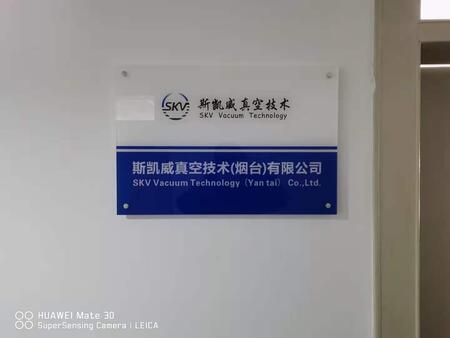 SKV
斯凯威真空技术
SKV Vacuum Technology
斯凯威真空技术(烟台)有限公司
SKV Vacuum Technology (Yan tai) Co.,Ltd.
HUAWEI Mate 30
SuperSensing Camera | LEICA